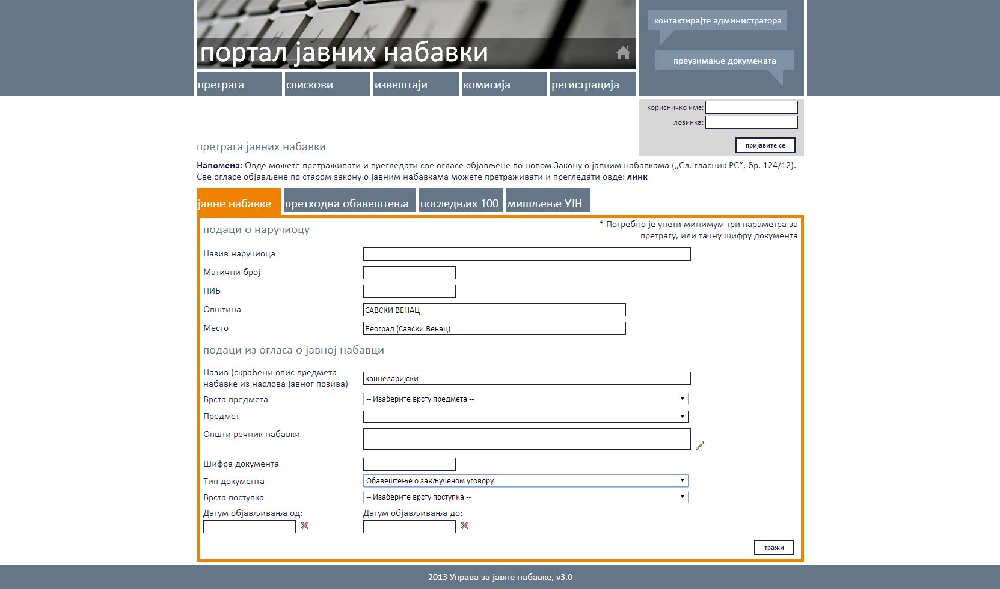 контактирајте администратора
портал јавних набавки
преузимање докумената
претрага
спискови
извештаји
комисија
регистрација
корисничко име:
лозинка:
пријавите се
претрага јавних набавки
Напомена: Овде можете претраживати и прегледати све огласе објављене по новом Закону о јавним набавкама („Сл. гласник РС“, бр. 124/12).
Све огласе објављене по старом закону о јавним набавкама можете претраживати и прегледати овде: линк
јавне набавке
претходна обавештења
последњих 100
мишљење УЈН
подаци о наручиоцу
* Потребно је унети минимум три параметра за
претрагу, или тачну шифру документа
Назив наручиоца
Матични број
ПИБ
Општина
САВСКИ ВЕНАЦ
Место
Београд (Савски Венац)
подаци из огласа о јавној набавци
Назив (скраћени опис предмета
набавке из наслова јавног позива)
канцеларијски
Врста предмета
-- Изаберите врсту предмета --
Предмет
Општи речник набавки
Шифра документа
Тип документа
Обавештење о закљученом уговору
Врста поступка
-- Изаберите врсту поступка --
Датум објављивања од:
Датум објављивања до:
тражи
2013 Управа за јавне набавке, v3.0